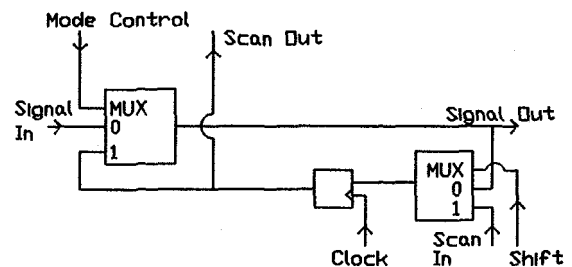 Mode Control
Scan Out
Signal
In
MUX
0
1
Signal Out
MUX
0
1
Clock
Scan
In
Shift